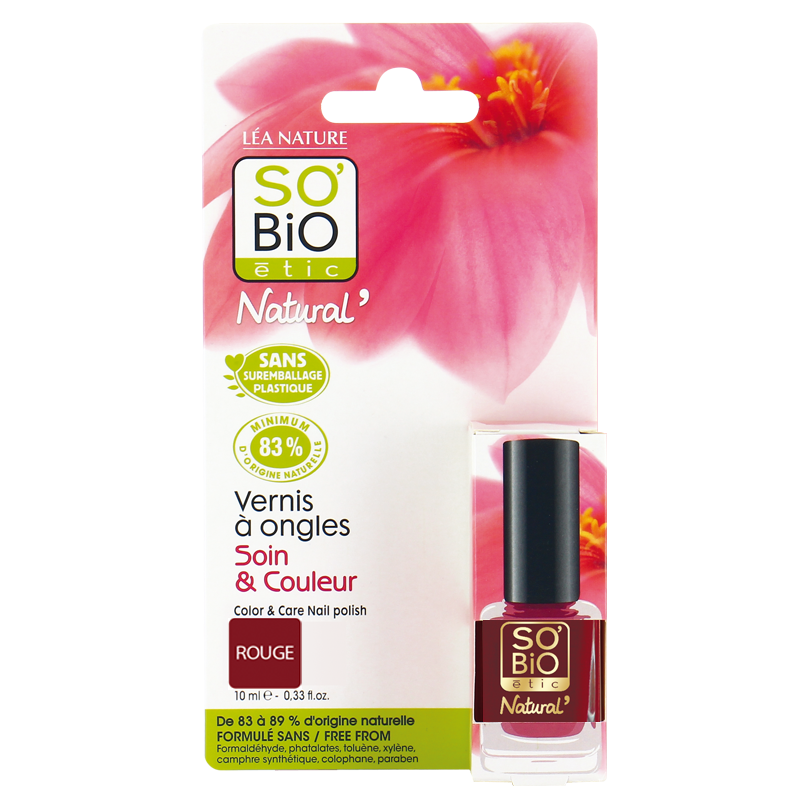 LÉA NATURE
SO'
BiO
ētic
Natural'
SANS
SUREMBALLAGE
PLASTIQUE
MINIMUM
83%
D'ORIGINE NATURELLE
Vernis
à ongles
Soin
& Couleur
Color & Care Nail polish
ROUGE
10 ml ℮ - 0,33 fl.oz.
De 83 à 89 % d'origine naturelle
FORMULÉ SANS / FREE FROM
Formaldéhyde, phatalates, toluène, xylène,
camphre synthétique, colophane, paraben
SO'
BiO
ētic
Natural'